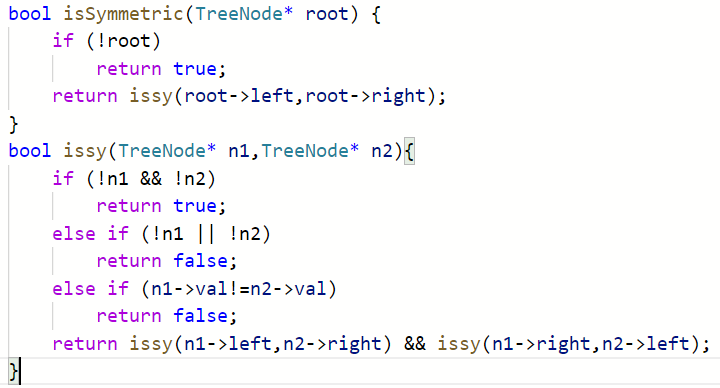 bool isSymmetric(TreeNode* root) {
    if (!root)
        return true;
    return issy(root->left,root->right);
}
bool issy(TreeNode* n1,TreeNode* n2){
    if (!n1 && !n2)
        return true;
    else if (!n1 || !n2)
        return false;
    else if (n1->val!=n2->val)
        return false;
    return issy(n1->left,n2->right) && issy(n1->right,n2->left);
}